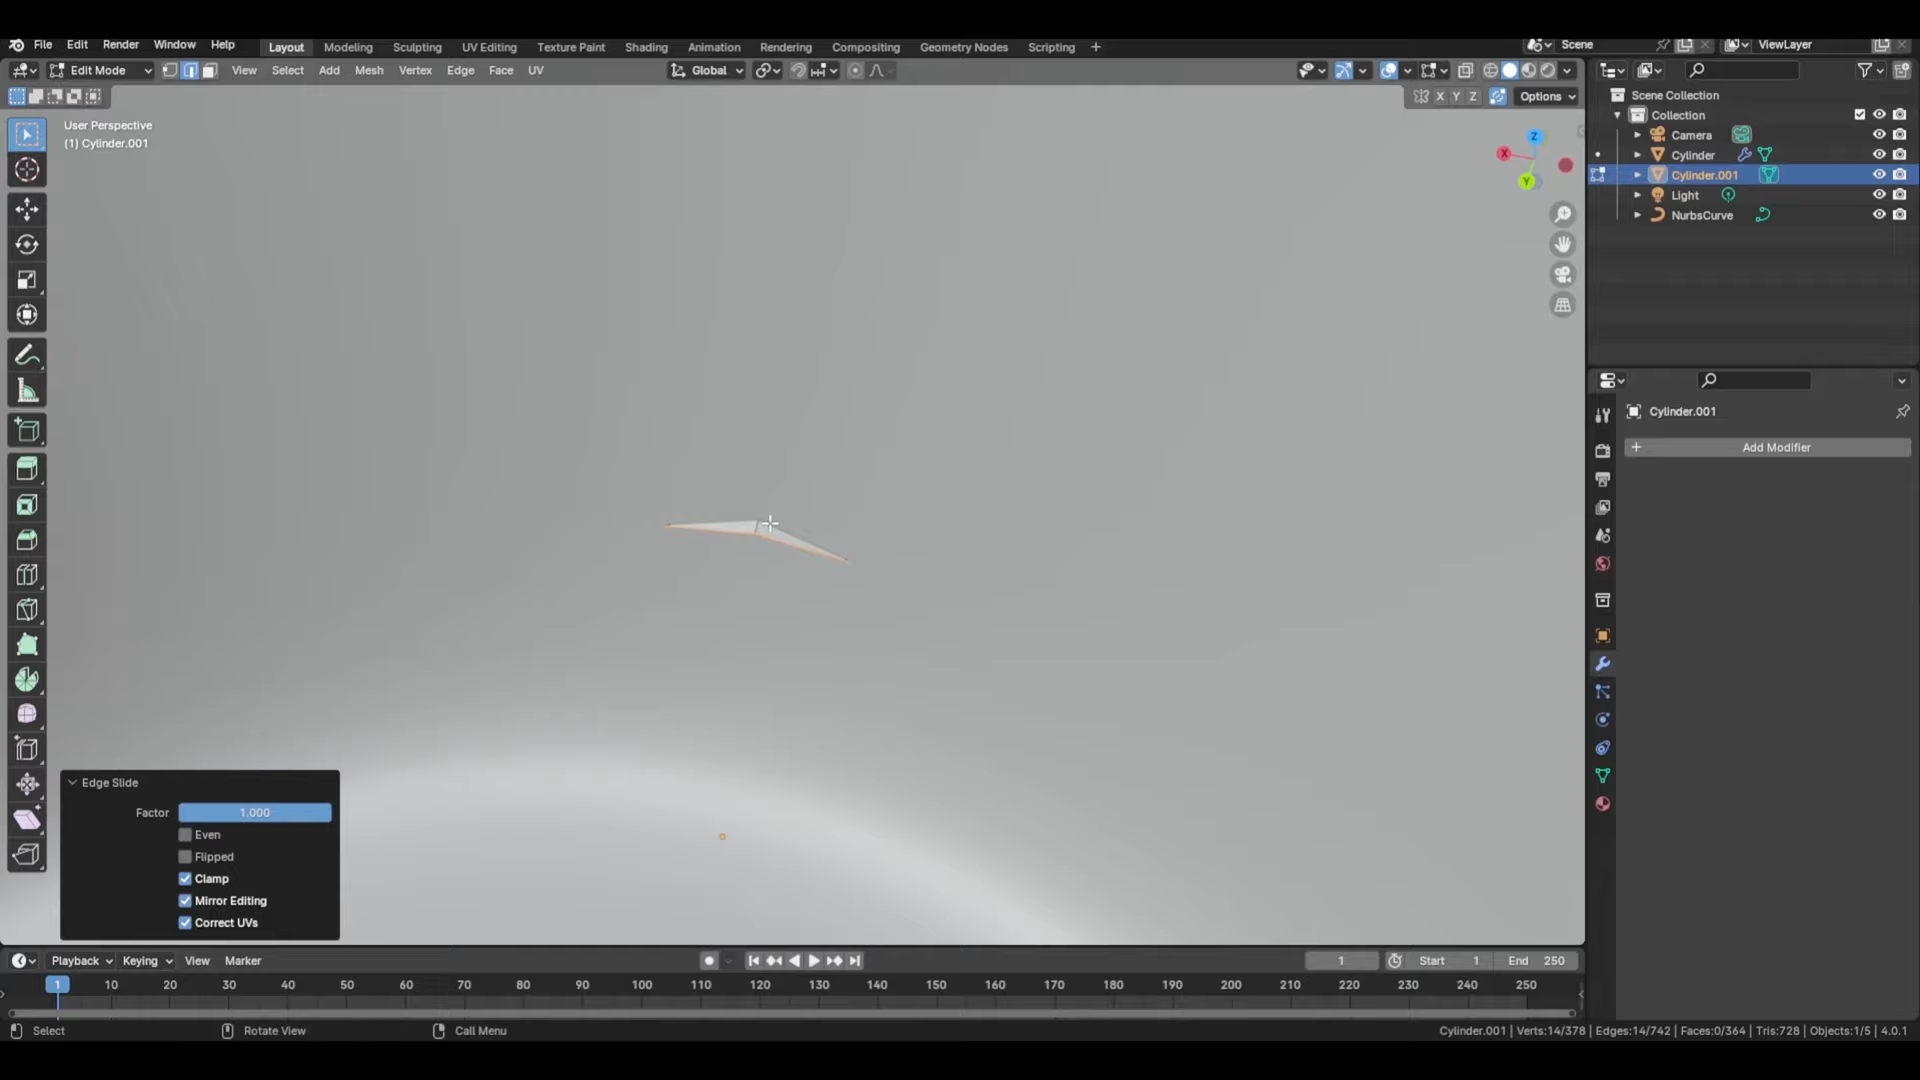 File Edit Render Window Help Layout Modeling Sculpting UV Editing Texture Paint Shading Animation Rendering Compositing Geometry Nodes Scripting + Scene ViewLayer
Edit Mode View Select Add Mesh Vertex Edge Face UV Global
X Y Z Options
User Perspective
(1) Cylinder.001
Z
X
Y
Scene Collection
Collection
Camera
Cylinder
Cylinder.001
Light
NurbsCurve
Cylinder.001
+ Add Modifier
Edge Slide
Factor 1.000
Even
Flipped
Clamp
Mirror Editing
Correct UVs
Playback Keying View Marker 1 Start 1 End 250
1 10 20 30 40 50 60 70 80 90 100 110 120 130 140 150 160 170 180 190 200 210 220 230 240 250
Select Rotate View Call Menu Cylinder.001 | Verts:14/378 | Edges:14/742 | Faces:0/364 | Tris:728 | Objects:1/5 | 4.0.1